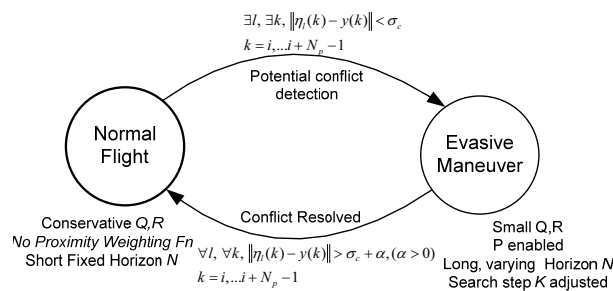 ∃l, ∃k, ‖η_l(k) − y(k)‖ < σ_c
k = i,...i + N_p − 1
Potential conflict
detection
Normal
Flight
Evasive
Maneuver
Conservative Q,R
No Proximity Weighting Fn
Short Fixed Horizon N
Conflict Resolved
∀l, ∀k, ‖η_l(k) − y(k)‖ > σ_c + α, (α > 0)
k = i,...i + N_p − 1
Small Q,R
P enabled
Long, varying Horizon N
Search step K adjusted